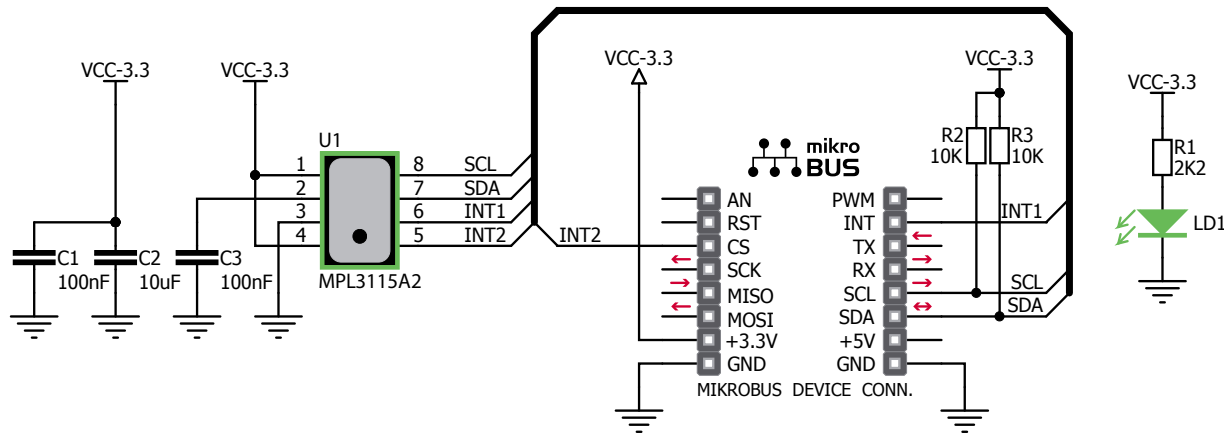 VCC-3.3
C1
100nF
C2
10uF
C3
100nF
VCC-3.3
U1
1
2
3
4
8
7
6
5
SCL
SDA
INT1
INT2
MPL3115A2
INT2
VCC-3.3
mikro
BUS
AN
RST
CS
SCK
MISO
MOSI
+3.3V
GND
PWM
INT
TX
RX
SCL
SDA
+5V
GND
MIKROBUS DEVICE CONN.
VCC-3.3
R2
10K
R3
10K
INT1
SCL
SDA
VCC-3.3
R1
2K2
LD1